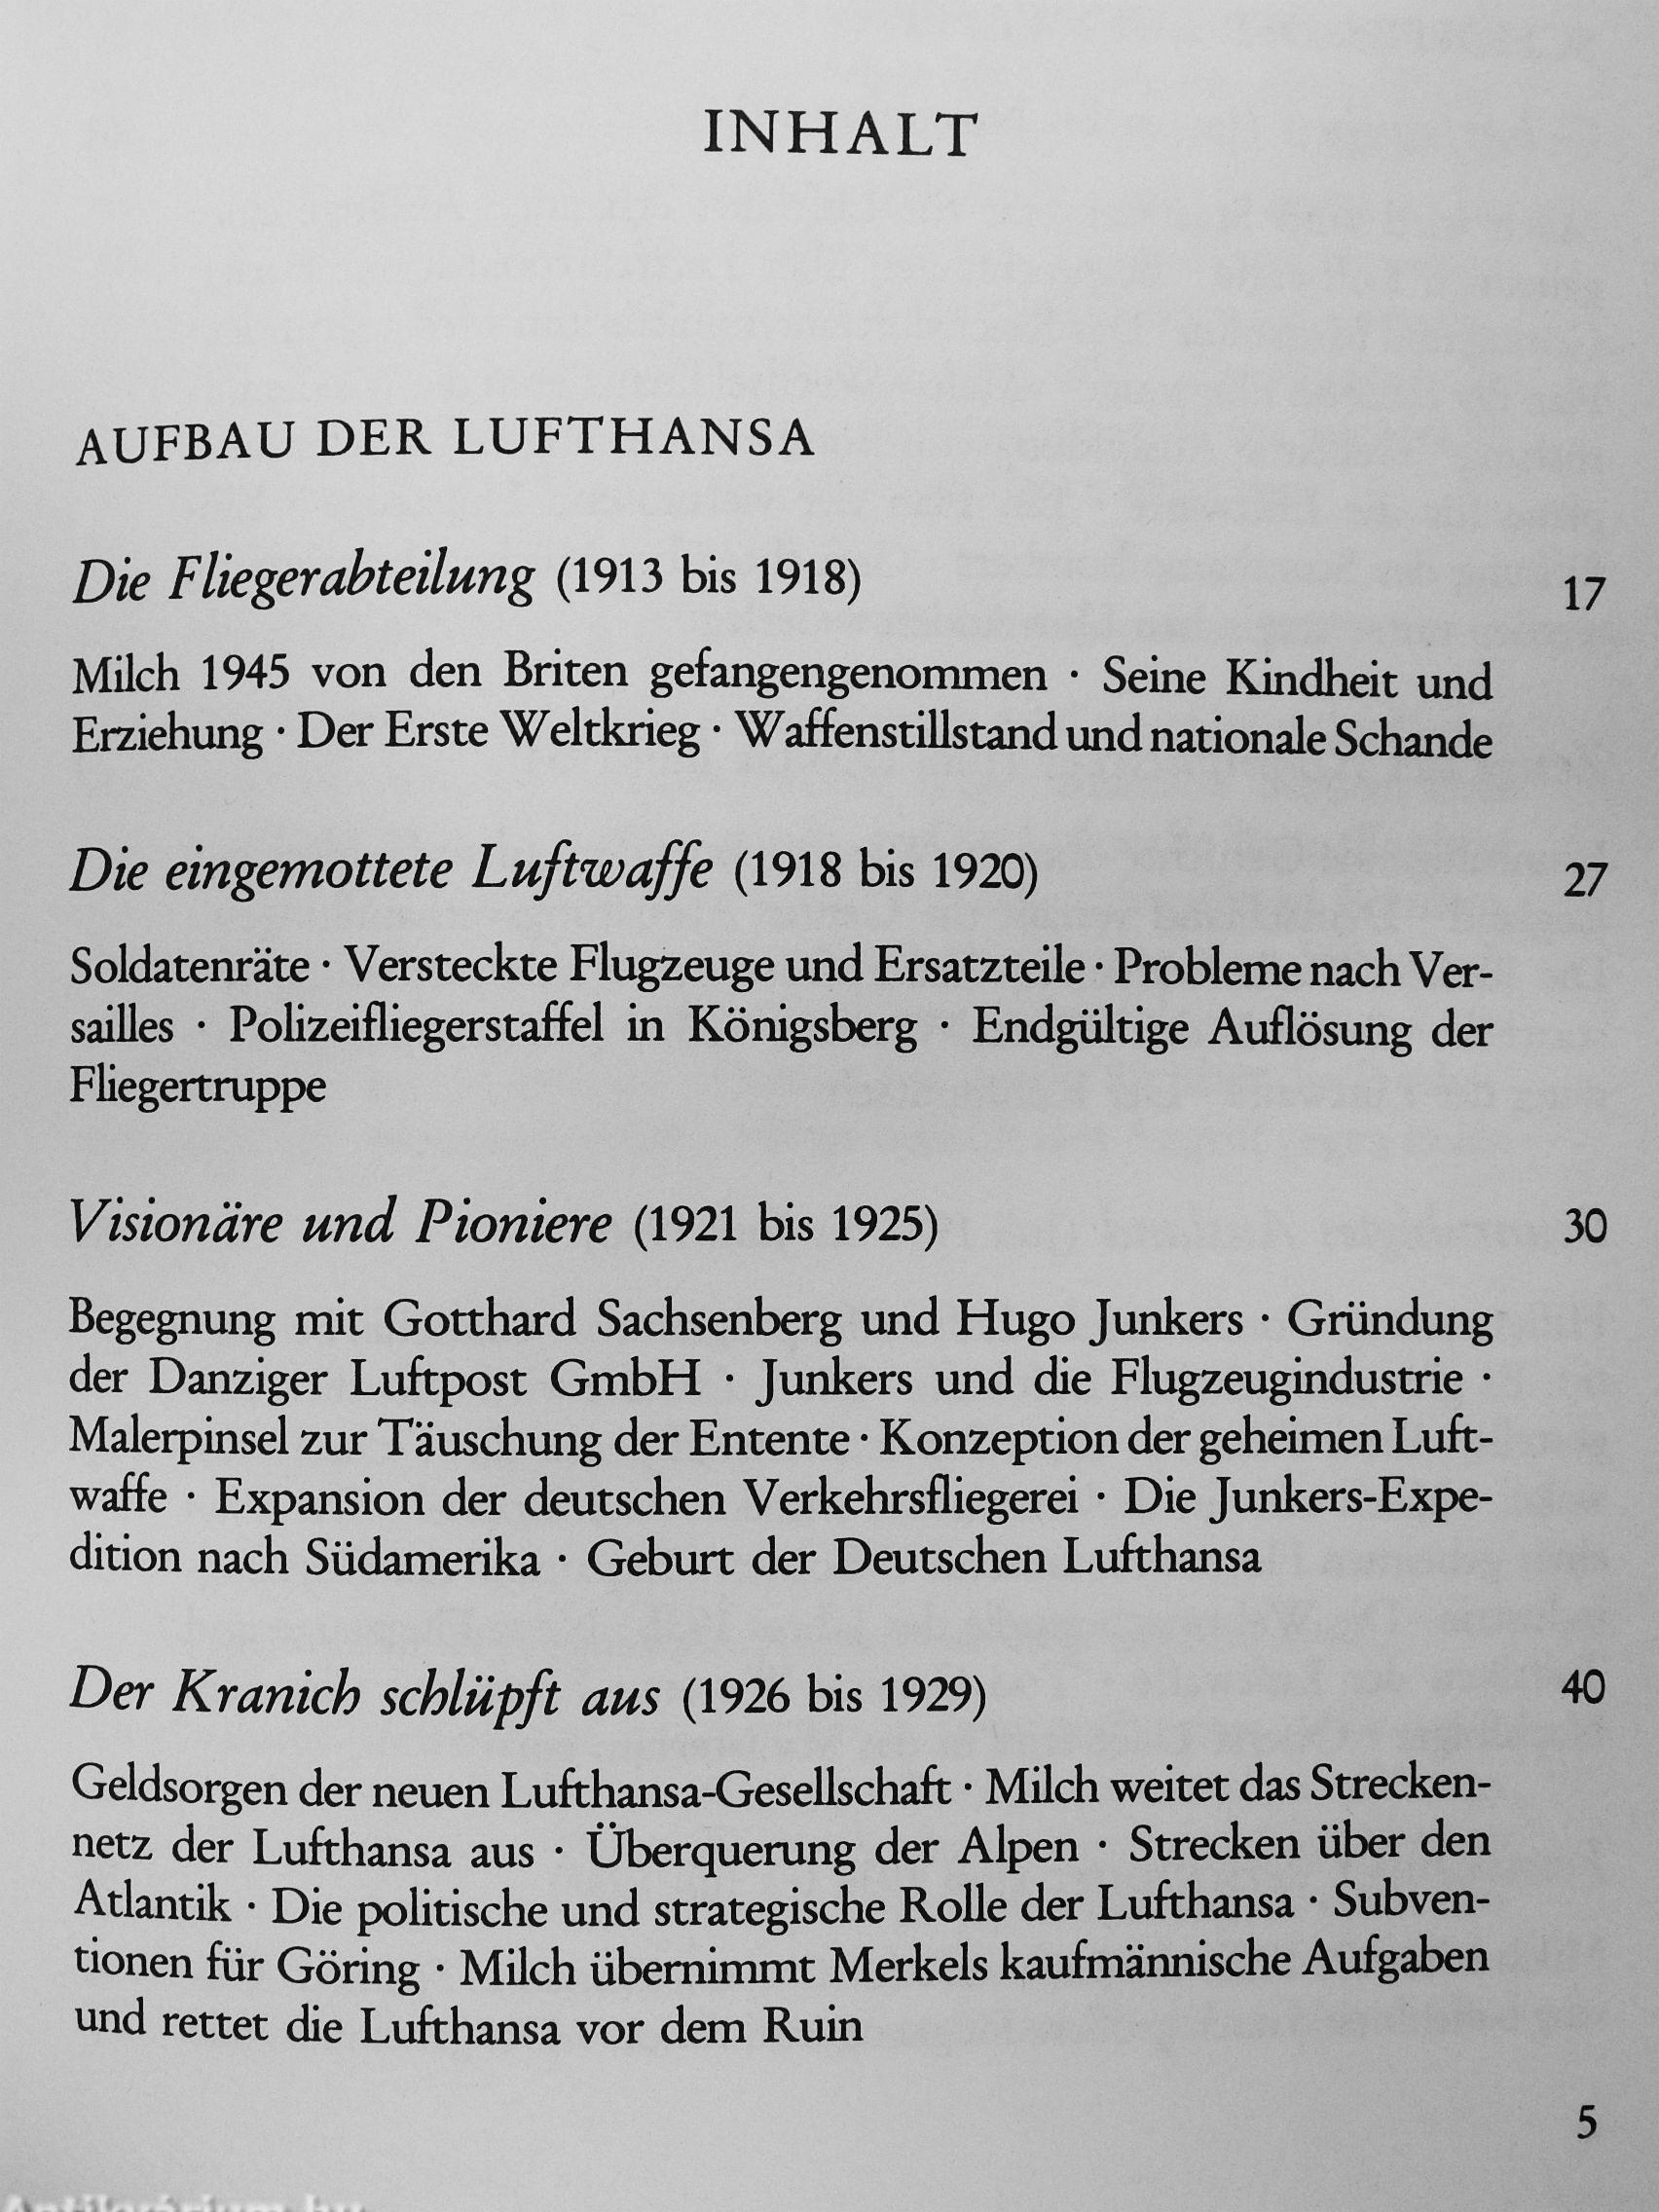 INHALT
AUFBAU DER LUFTHANSA
Die Fliegerabteilung (1913 bis 1918) 17
Milch 1945 von den Briten gefangengenommen · Seine Kindheit und
Erziehung · Der Erste Weltkrieg · Waffenstillstand und nationale Schande
Die eingemottete Luftwaffe (1918 bis 1920) 27
Soldatenräte · Versteckte Flugzeuge und Ersatzteile · Probleme nach Ver-
sailles · Polizeifliegerstaffel in Königsberg · Endgültige Auflösung der
Fliegertruppe
Visionäre und Pioniere (1921 bis 1925) 30
Begegnung mit Gotthard Sachsenberg und Hugo Junkers · Gründung
der Danziger Luftpost GmbH · Junkers und die Flugzeugindustrie ·
Malerpinsel zur Täuschung der Entente · Konzeption der geheimen Luft-
waffe · Expansion der deutschen Verkehrsfliegerei · Die Junkers-Expe-
dition nach Südamerika · Geburt der Deutschen Lufthansa
Der Kranich schlüpft aus (1926 bis 1929) 40
Geldsorgen der neuen Lufthansa-Gesellschaft · Milch weitet das Strecken-
netz der Lufthansa aus · Überquerung der Alpen · Strecken über den
Atlantik · Die politische und strategische Rolle der Lufthansa · Subven-
tionen für Göring · Milch übernimmt Merkels kaufmännische Aufgaben
und rettet die Lufthansa vor dem Ruin
5